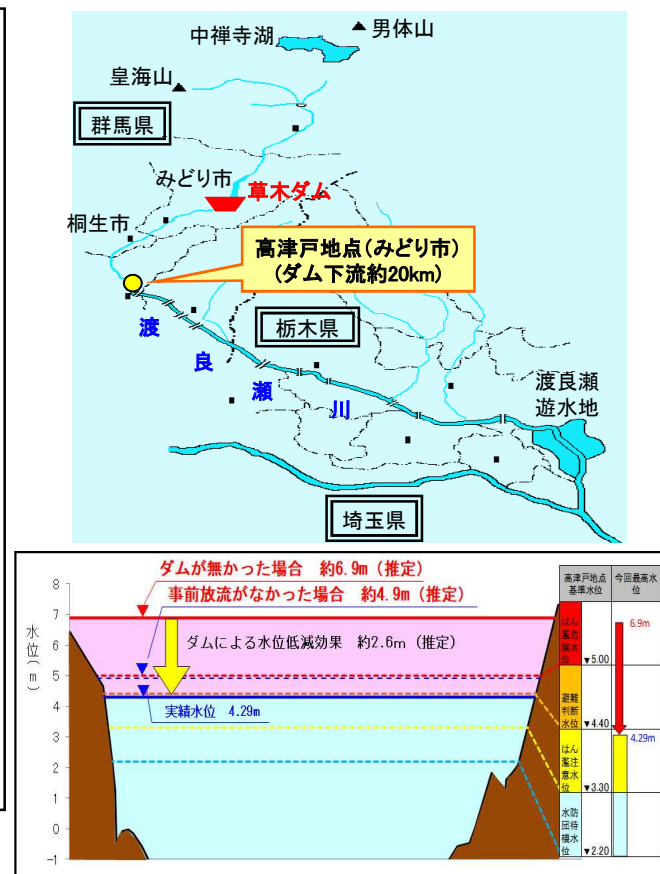 中禅寺湖
▲ 男体山
皇海山
群馬県
みどり市
草木ダム
桐生市
高津戸地点(みどり市)
(ダム下流約20km)
渡良瀬川
栃木県
渡良瀬
遊水地
埼玉県
ダムが無かった場合 約6.9m(推定)
事前放流がなかった場合 約4.9m(推定)
ダムによる水位低減効果 約2.6m(推定)
実績水位 4.29m
水位(m)
8
7
6
5
4
3
2
1
0
-1
高津戸地点
基準水位
今回最高水
位
はん
濫危
険水
位
▼5.00
避難
判断
水位
▼4.40
はん
濫注
意水
位
▼3.30
水防
団待
機水
位
▼2.20
6.9m
4.29m